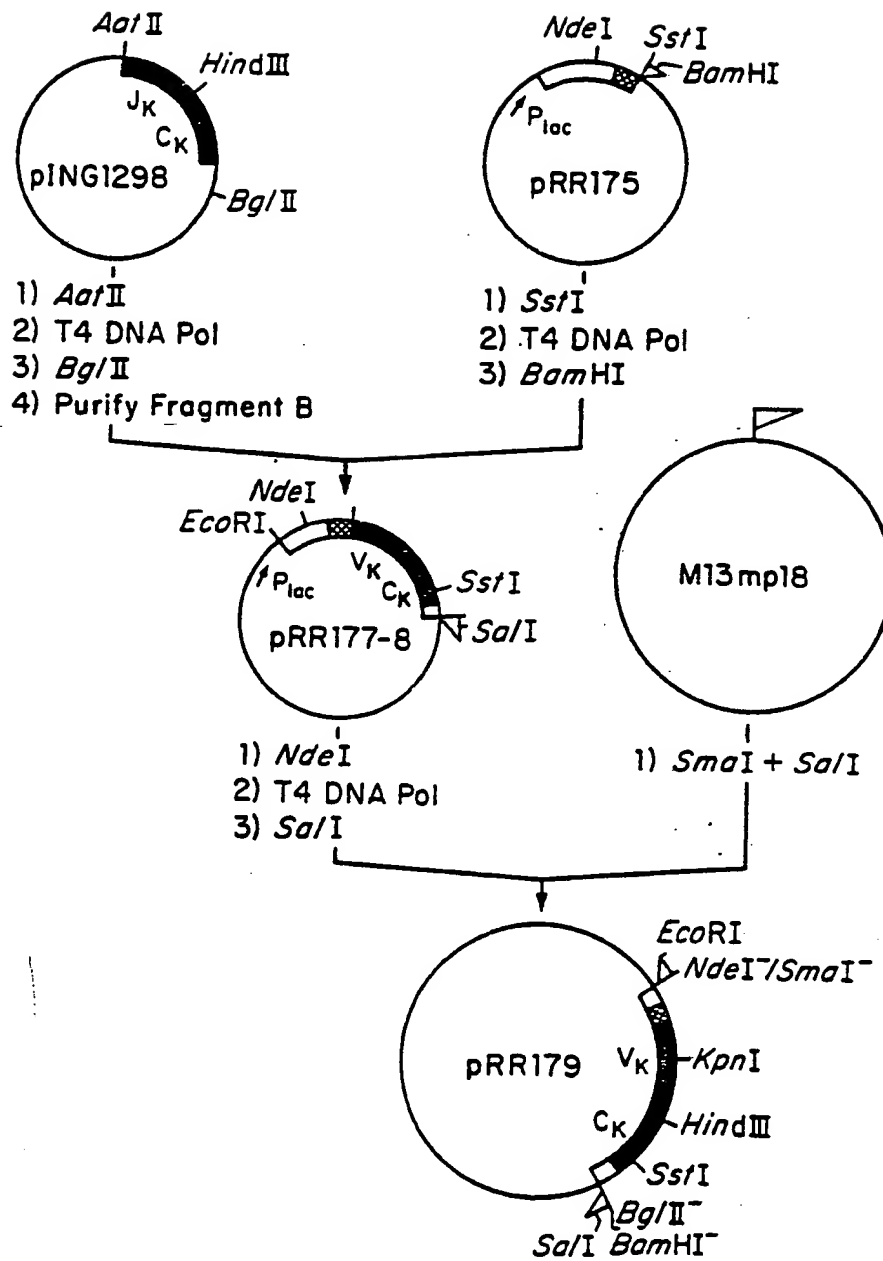 AatII
HindIII
JK
CK
pING1298
BglII
1) AatII
2) T4 DNA Pol
3) BglII
4) Purify Fragment B
NdeI
SstI
BamHI
Plac
pRR175
1) SstI
2) T4 DNA Pol
3) BamHI
NdeI
EcoRI
VK
CK
Plac
SstI
SalI
pRR177-8
M13mp18
1) NdeI
2) T4 DNA Pol
3) SalI
1) SmaI + SalI
EcoRI
NdeI⁻/SmaI⁻
VK
KpnI
pRR179
CK
HindIII
SstI
BglII⁻
SalI BamHI⁻